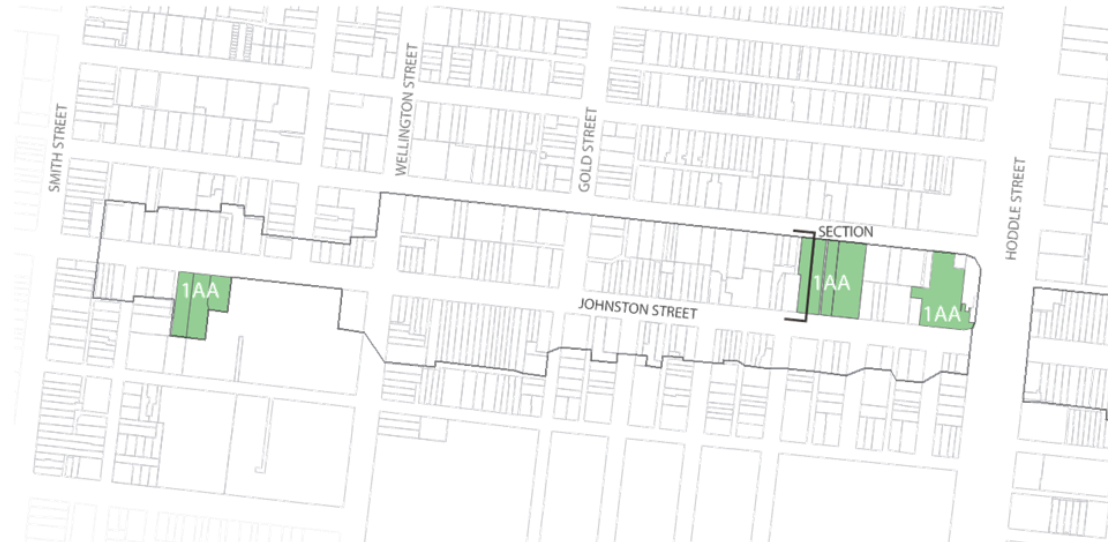 SMITH STREET
WELLINGTON STREET
GOLD STREET
HODDLE STREET
SECTION
1AA
1AA
1AA
JOHNSTON STREET